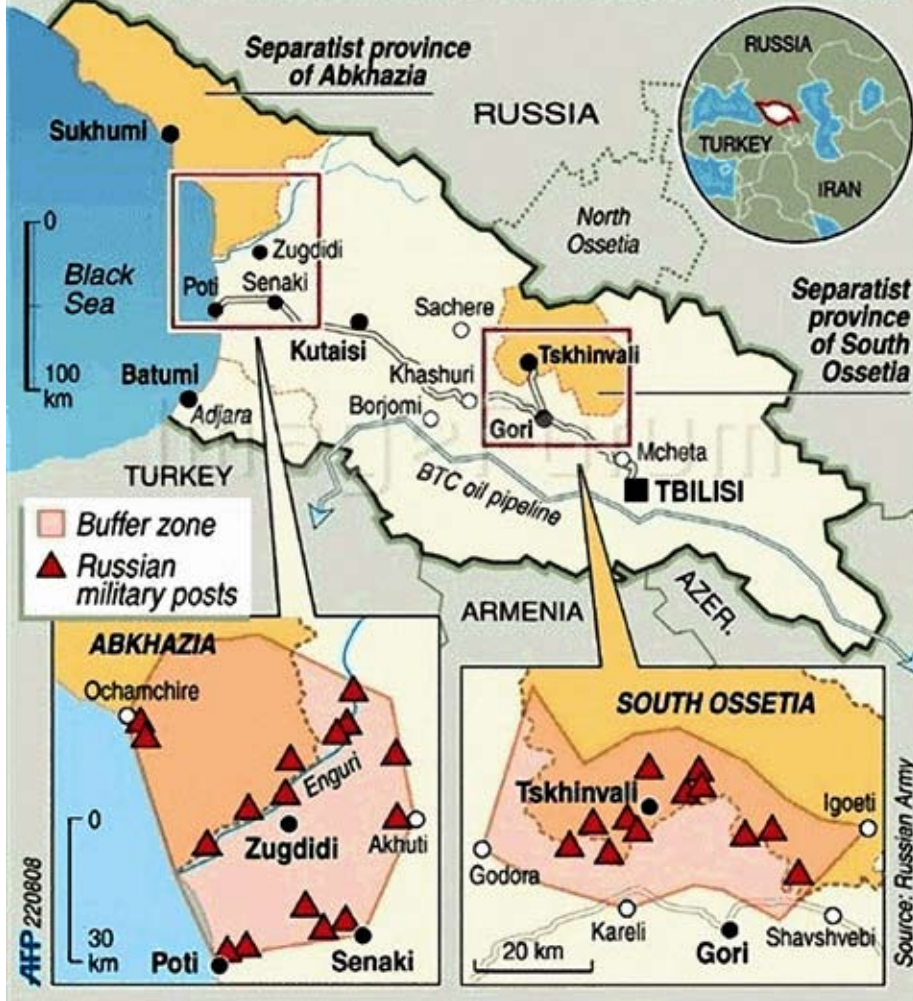 Separatist province
of Abkhazia
RUSSIA
RUSSIA
TURKEY
IRAN
Sukhumi
North
Ossetia
0
Zugdidi
Black
Sea
Poti
Senaki
Sachere
Separatist
province
of South
Ossetia
Kutaisi
Tskhinvali
100
km
Batumi
Khashuri
Adjara
Borjomi
Gori
Mcheta
TURKEY
BTC oil pipeline
TBILISI
Buffer zone
Russian
military posts
ARMENIA
AZER.
ABKHAZIA
Ochamchire
Enguri
0
Zugdidi
Akhuti
30
km
Poti
Senaki
AFP 220808
SOUTH OSSETIA
Tskhinvali
Igoeti
Godora
Kareli
Shavshvebi
20 km
Gori
Source: Russian Army